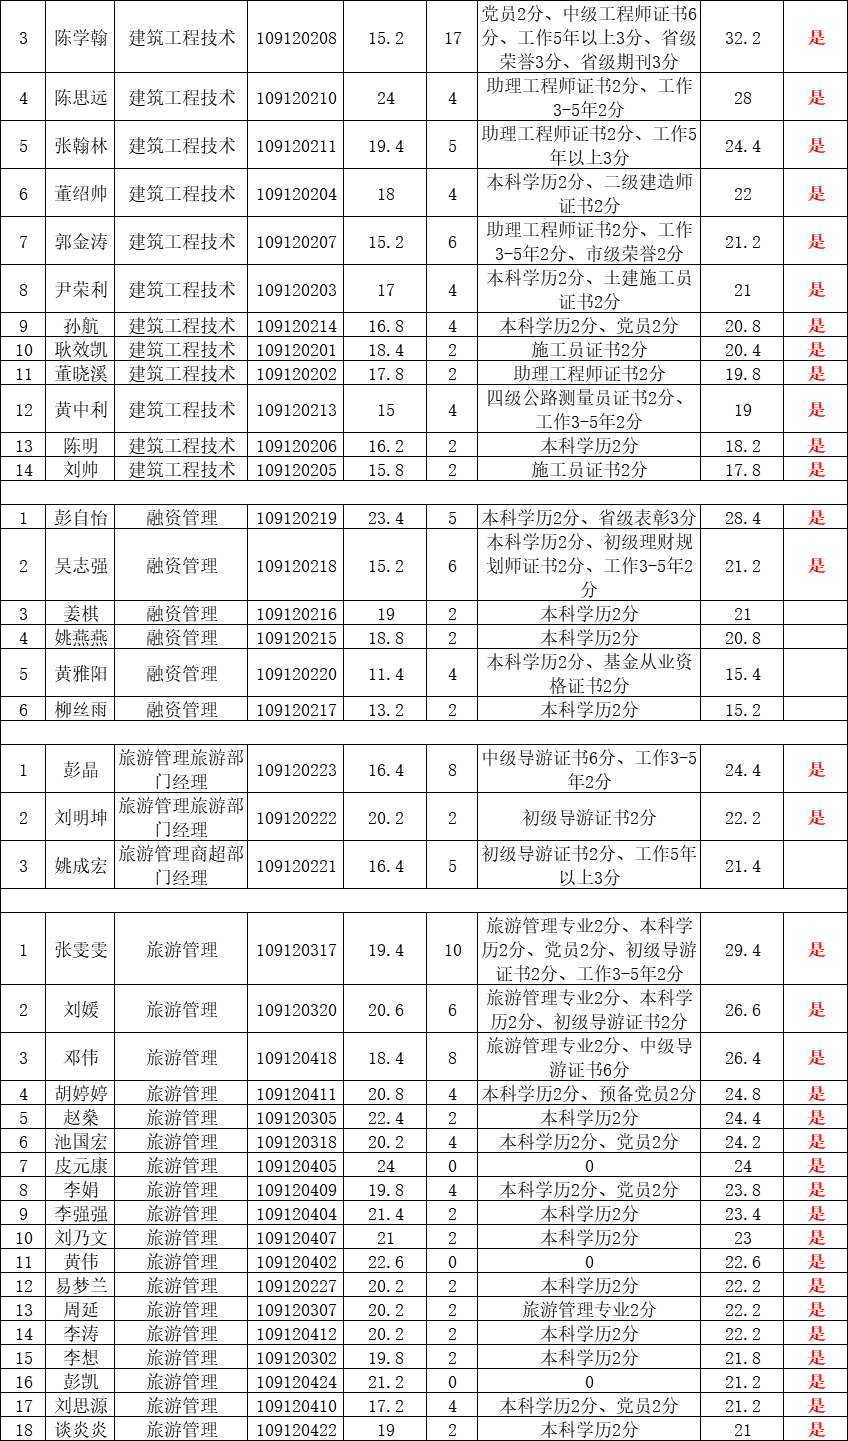 3 陈学翰 建筑工程技术 109120208 15.2 17 党员2分、中级工程师证书6分、工作5年以上3分、省级荣誉3分、省级期刊3分 32.2 是
4 陈思远 建筑工程技术 109120210 24 4 助理工程师证书2分、工作3-5年2分 28 是
5 张翰林 建筑工程技术 109120211 19.4 5 助理工程师证书2分、工作5年以上3分 24.4 是
6 董绍帅 建筑工程技术 109120204 18 4 本科学历2分、二级建造师证书2分 22 是
7 郭金涛 建筑工程技术 109120207 15.2 6 助理工程师证书2分、工作3-5年2分、市级荣誉2分 21.2 是
8 尹荣利 建筑工程技术 109120203 17 4 本科学历2分、土建施工员证书2分 21 是
9 孙航 建筑工程技术 109120214 16.8 4 本科学历2分、党员2分 20.8 是
10 耿效凯 建筑工程技术 109120201 18.4 2 施工员证书2分 20.4 是
11 董晓溪 建筑工程技术 109120202 17.8 2 助理工程师证书2分 19.8 是
12 黄中利 建筑工程技术 109120213 15 4 四级公路测量员证书2分、工作3-5年2分 19 是
13 陈明 建筑工程技术 109120206 16.2 2 本科学历2分 18.2 是
14 刘帅 建筑工程技术 109120205 15.8 2 施工员证书2分 17.8 是
1 彭自怡 融资管理 109120219 23.4 5 本科学历2分、省级表彰3分 28.4 是
2 吴志强 融资管理 109120218 15.2 6 本科学历2分、初级理财规划师证书2分、工作3-5年2分 21.2 是
3 姜棋 融资管理 109120216 19 2 本科学历2分 21
4 姚燕燕 融资管理 109120215 18.8 2 本科学历2分 20.8
5 黄雅阳 融资管理 109120220 11.4 4 本科学历2分、基金从业资格证书2分 15.4
6 柳丝雨 融资管理 109120217 13.2 2 本科学历2分 15.2
1 彭晶 旅游管理旅游部门经理 109120223 16.4 8 中级导游证书6分、工作3-5年2分 24.4 是
2 刘明坤 旅游管理旅游部门经理 109120222 20.2 2 初级导游证书2分 22.2 是
3 姚成宏 旅游管理商超部门经理 109120221 16.4 5 初级导游证书2分、工作5年以上3分 21.4
1 张雯雯 旅游管理 109120317 19.4 10 旅游管理专业2分、本科学历2分、党员2分、初级导游证书2分、工作3-5年2分 29.4 是
2 刘媛 旅游管理 109120320 20.6 6 旅游管理专业2分、本科学历2分、初级导游证书2分 26.6 是
3 邓伟 旅游管理 109120418 18.4 8 旅游管理专业2分、中级导游证书6分 26.4 是
4 胡婷婷 旅游管理 109120411 20.8 4 本科学历2分、预备党员2分 24.8 是
5 赵燊 旅游管理 109120305 22.4 2 本科学历2分 24.4 是
6 池国宏 旅游管理 109120318 20.2 4 本科学历2分、党员2分 24.2 是
7 皮元康 旅游管理 109120405 24 0 0 24 是
8 李娟 旅游管理 109120409 19.8 4 本科学历2分、党员2分 23.8 是
9 李强强 旅游管理 109120404 21.4 2 本科学历2分 23.4 是
10 刘乃文 旅游管理 109120407 21 2 本科学历2分 23 是
11 黄伟 旅游管理 109120402 22.6 0 0 22.6 是
12 易梦兰 旅游管理 109120227 20.2 2 本科学历2分 22.2 是
13 周延 旅游管理 109120307 20.2 2 旅游管理专业2分 22.2 是
14 李涛 旅游管理 109120412 20.2 2 本科学历2分 22.2 是
15 李想 旅游管理 109120302 19.8 2 本科学历2分 21.8 是
16 彭凯 旅游管理 109120424 21.2 0 0 21.2 是
17 刘思源 旅游管理 109120410 17.2 4 本科学历2分、党员2分 21.2 是
18 谈炎炎 旅游管理 109120422 19 2 本科学历2分 21 是